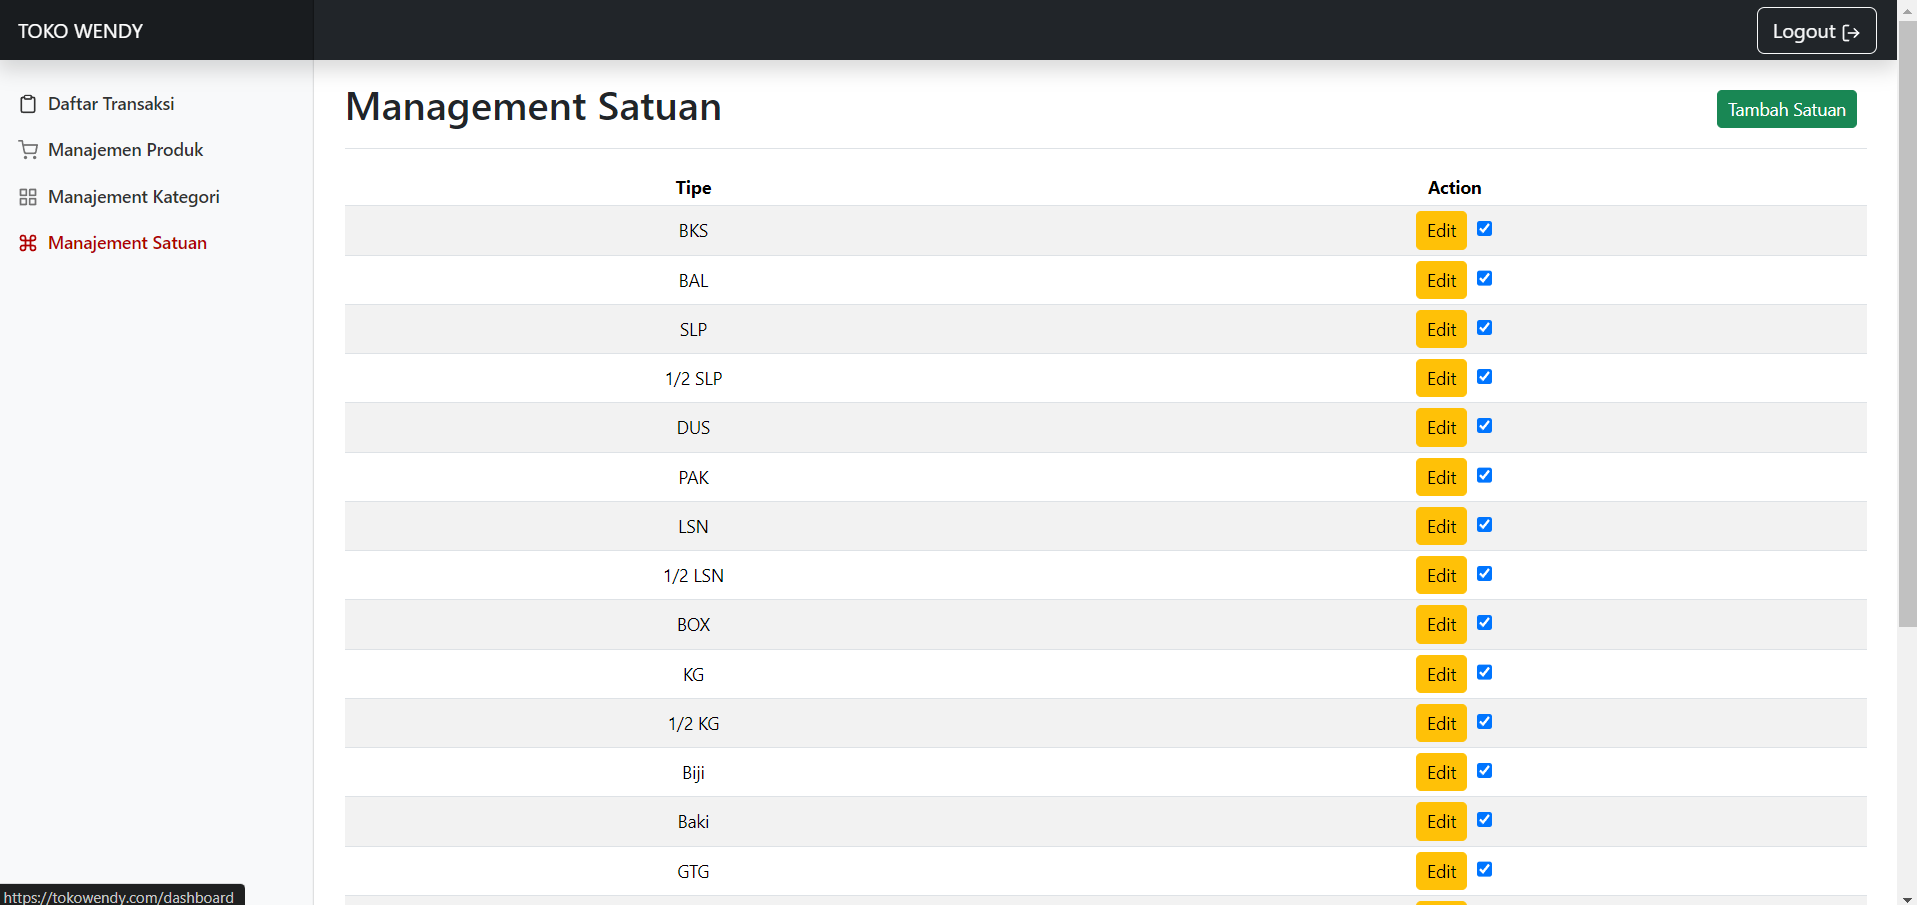 TOKO WENDY
Logout
Daftar Transaksi
Manajemen Produk
Manajement Kategori
Manajement Satuan
Management Satuan
Tambah Satuan
Tipe Action
BKS Edit
BAL Edit
SLP Edit
1/2 SLP Edit
DUS Edit
PAK Edit
LSN Edit
1/2 LSN Edit
BOX Edit
KG Edit
1/2 KG Edit
Biji Edit
Baki Edit
GTG Edit
https://tokowendy.com/dashboard